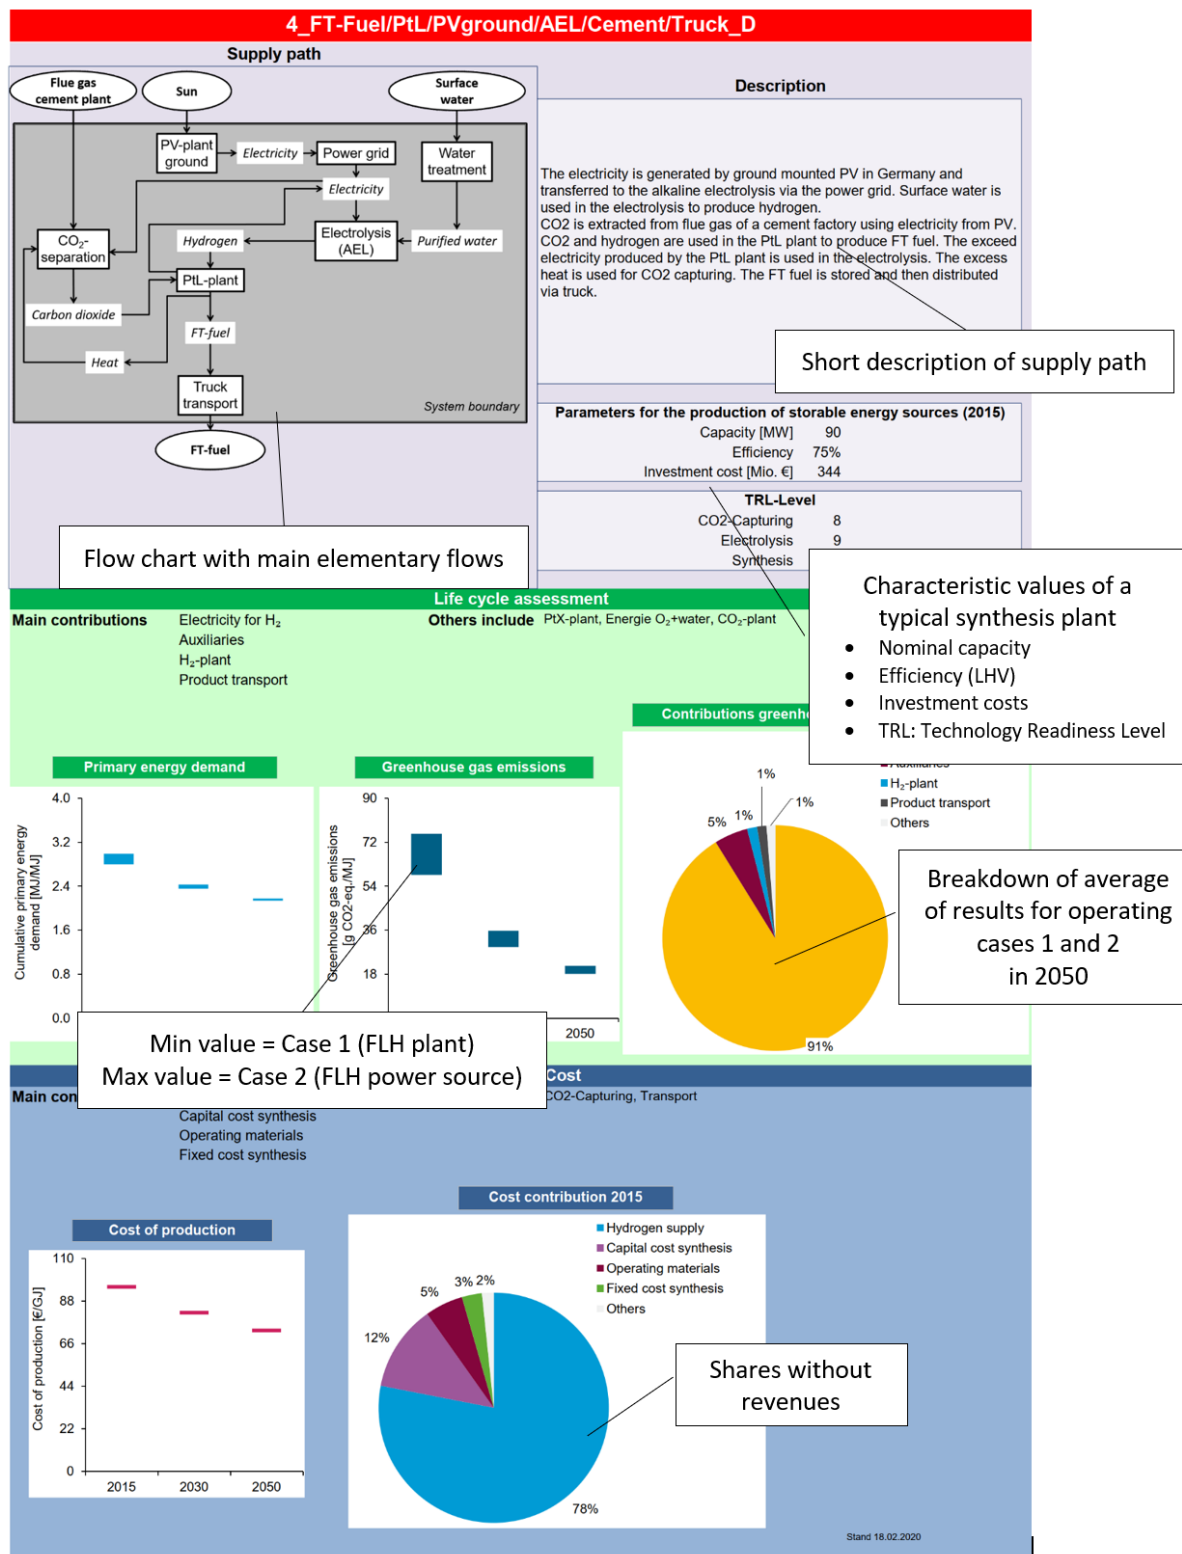 4_FT-Fuel/PtL/PVground/AEL/Cement/Truck_D
Supply path
Flue gas
cement plant
Sun
Surface
water
PV-plant
ground
Electricity
Power grid
Water
treatment
Electricity
CO₂-
separation
Hydrogen
Electrolysis
(AEL)
Purified water
PtL-plant
Carbon dioxide
FT-fuel
Heat
Truck
transport
System boundary
FT-fuel
Flow chart with main elementary flows
Description
The electricity is generated by ground mounted PV in Germany and
transferred to the alkaline electrolysis via the power grid. Surface water is
used in the electrolysis to produce hydrogen.
CO2 is extracted from flue gas of a cement factory using electricity from PV.
CO2 and hydrogen are used in the PtL plant to produce FT fuel. The exceed
electricity produced by the PtL plant is used in the electrolysis. The excess
heat is used for CO2 capturing. The FT fuel is stored and then distributed
via truck.
Short description of supply path
Parameters for the production of storable energy sources (2015)
Capacity [MW] 90
Efficiency 75%
Investment cost [Mio. €] 344
TRL-Level
CO2-Capturing 8
Electrolysis 9
Synthesis
Characteristic values of a
typical synthesis plant
• Nominal capacity
• Efficiency (LHV)
• Investment costs
• TRL: Technology Readiness Level
Life cycle assessment
Main contributions
Electricity for H₂
Auxiliaries
H₂-plant
Product transport
Others include PtX-plant, Energie O₂+water, CO₂-plant
Primary energy demand
Cumulative primary energy
demand [MJ/MJ]
4.0
3.2
2.4
1.6
0.8
0.0
Greenhouse gas emissions
Greenhouse gas emissions
[g CO2-eq./MJ]
90
72
54
36
18
2050
Min value = Case 1 (FLH plant)
Max value = Case 2 (FLH power source)
Contributions greenh
Auxiliaries
H₂-plant
Product transport
Others
1%
1%
1%
5%
91%
Breakdown of average
of results for operating
cases 1 and 2
in 2050
Cost
Main con
Capital cost synthesis
Operating materials
Fixed cost synthesis
CO2-Capturing, Transport
Cost of production
Cost of production [€/GJ]
110
88
66
44
22
0
2015 2030 2050
Cost contribution 2015
Hydrogen supply
Capital cost synthesis
Operating materials
Fixed cost synthesis
Others
2%
3%
5%
12%
78%
Shares without
revenues
Stand 18.02.2020